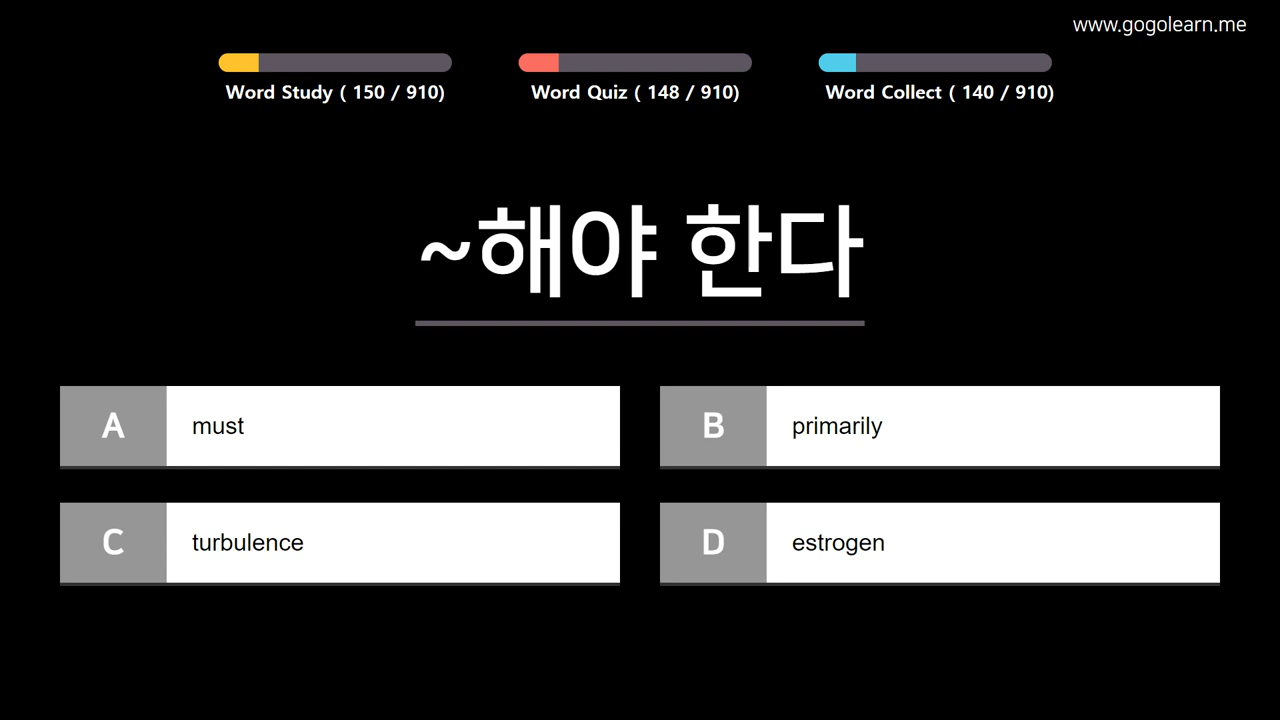 www.gogolearn.me
Word Study ( 150 / 910)
Word Quiz ( 148 / 910)
Word Collect ( 140 / 910)
~해야 한다
A must
B primarily
C turbulence
D estrogen